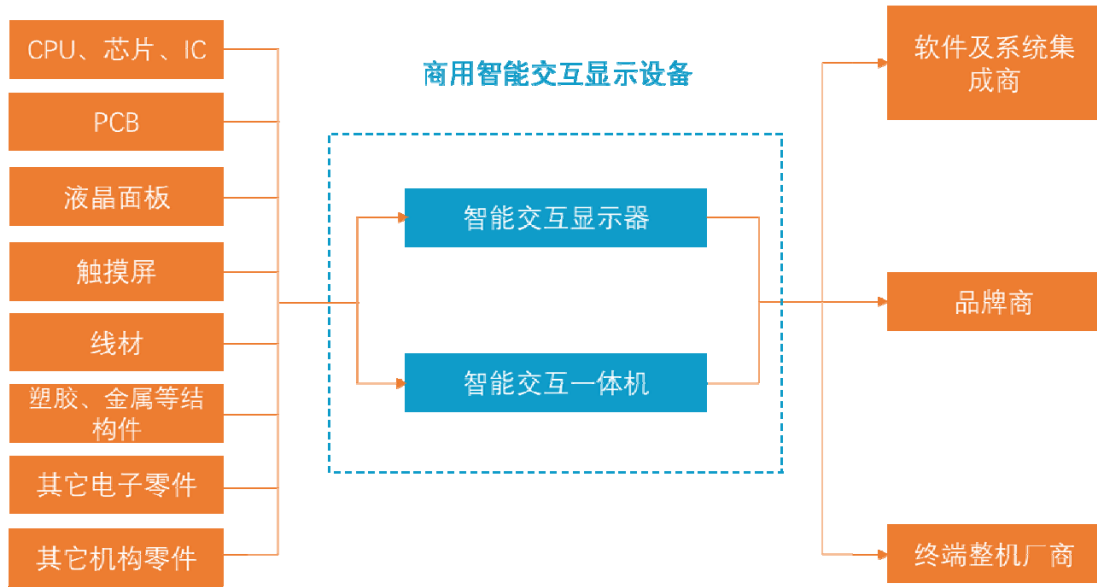 CPU、芯片、IC
PCB
液晶面板
触摸屏
线材
塑胶、金属等结
构件
其它电子零件
其它机构零件
商用智能交互显示设备
智能交互显示器
智能交互一体机
软件及系统集
成商
品牌商
终端整机厂商